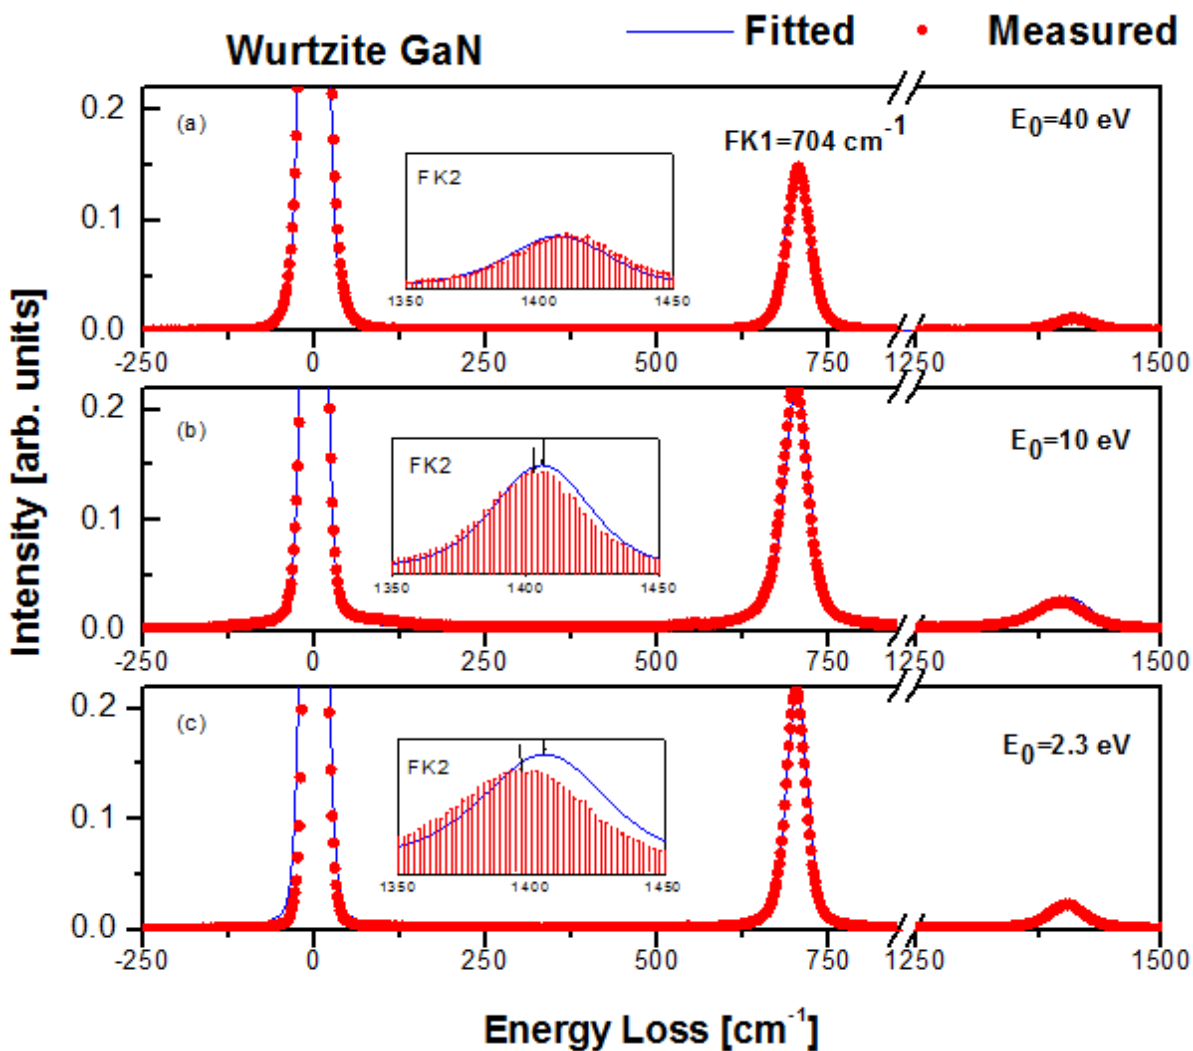 Wurtzite GaN
Fitted
Measured
Intensity [arb. units]
(a)
FK1=704 cm-1
E0=40 eV
0.2
0.1
0.0
FK2
1350 1400 1450
-250 0 250 500 750 1250 1500
(b)
E0=10 eV
0.2
0.1
0.0
FK2
1350 1400 1450
-250 0 250 500 750 1250 1500
(c)
E0=2.3 eV
0.2
0.1
0.0
FK2
1350 1400 1450
-250 0 250 500 750 1250 1500
Energy Loss [cm-1]